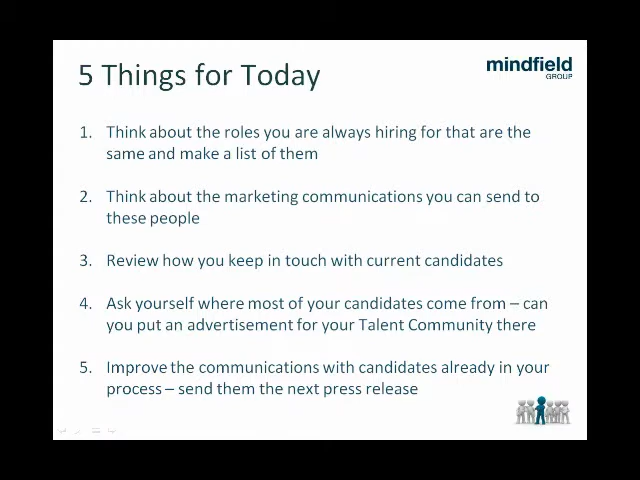 5 Things for Today
mindfield
GROUP
1. Think about the roles you are always hiring for that are the
same and make a list of them
2. Think about the marketing communications you can send to
these people
3. Review how you keep in touch with current candidates
4. Ask yourself where most of your candidates come from – can
you put an advertisement for your Talent Community there
5. Improve the communications with candidates already in your
process – send them the next press release